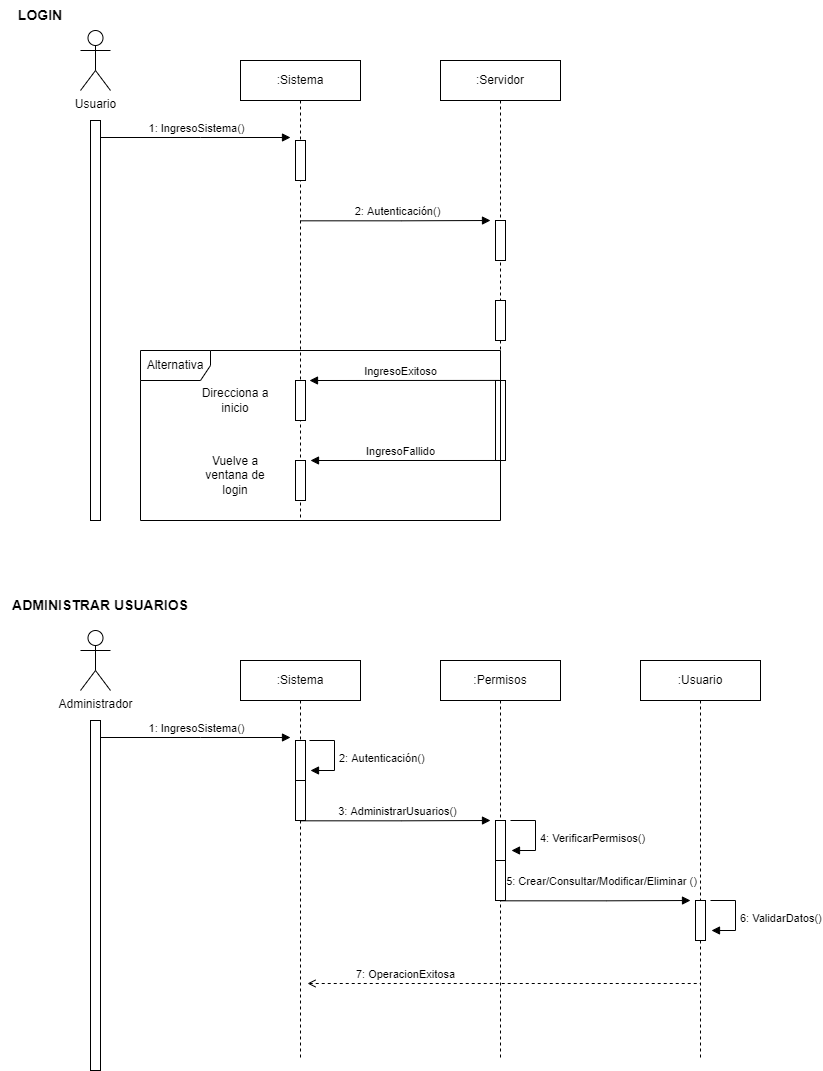 LOGIN
:Sistema
:Servidor
Usuario
1: IngresoSistema()
2: Autenticación()
Alternativa
IngresoExitoso
Direcciona a
inicio
IngresoFallido
Vuelve a
ventana de
login
ADMINISTRAR USUARIOS
:Sistema
:Permisos
:Usuario
Administrador
1: IngresoSistema()
2: Autenticación()
3: AdministrarUsuarios()
4: VerificarPermisos()
5: Crear/Consultar/Modificar/Eliminar ()
6: ValidarDatos()
7: OperacionExitosa